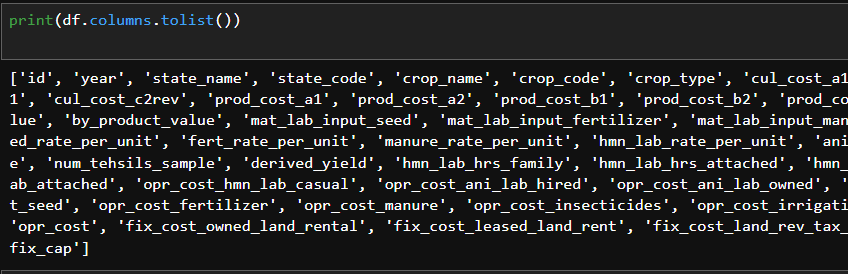 print(df.columns.tolist())
['id', 'year', 'state_name', 'state_code', 'crop_name', 'crop_code', 'crop_type', 'cul_cost_a1
1', 'cul_cost_c2rev', 'prod_cost_a1', 'prod_cost_a2', 'prod_cost_b1', 'prod_cost_b2', 'prod_co
lue', 'by_product_value', 'mat_lab_input_seed', 'mat_lab_input_fertilizer', 'mat_lab_input_man
ed_rate_per_unit', 'fert_rate_per_unit', 'manure_rate_per_unit', 'hmn_lab_rate_per_unit', 'ani
e', 'num_tehsils_sample', 'derived_yield', 'hmn_lab_hrs_family', 'hmn_lab_hrs_attached', 'hmn_
ab_attached', 'opr_cost_hmn_lab_casual', 'opr_cost_ani_lab_hired', 'opr_cost_ani_lab_owned', '
t_seed', 'opr_cost_fertilizer', 'opr_cost_manure', 'opr_cost_insecticides', 'opr_cost_irrigati
'opr_cost', 'fix_cost_owned_land_rental', 'fix_cost_leased_land_rent', 'fix_cost_land_rev_tax_
fix_cap']